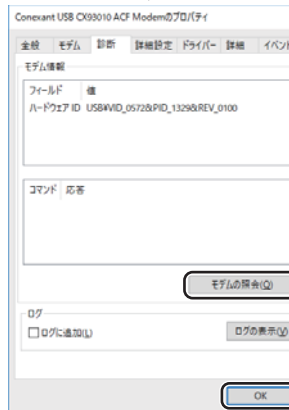 Conexant USB CX93010 ACF Modemのプロパティ
全般 モデム 診断 詳細設定 ドライバー 詳細 イベント
モデム情報
フィールド 値
ハードウェア ID USB¥VID_0572&PID_1329&REV_0100
コマンド 応答
モデムの照会(Q)
ログ
ログに追加(L)
ログの表示(V)
OK